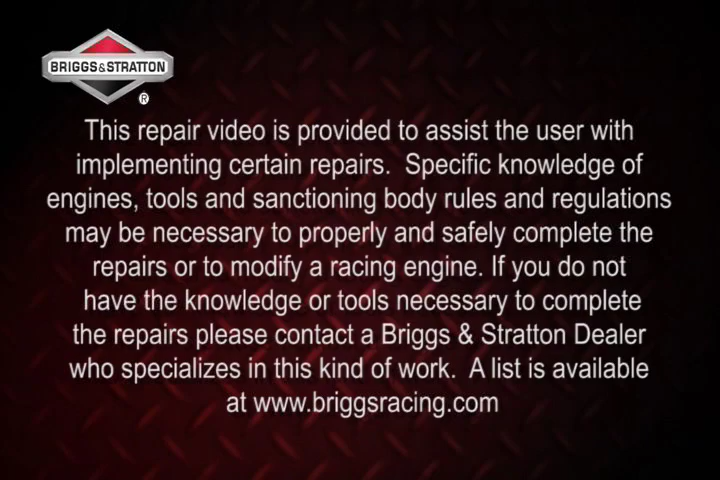 BRIGGS & STRATTON
®
This repair video is provided to assist the user with
implementing certain repairs.  Specific knowledge of
engines, tools and sanctioning body rules and regulations
may be necessary to properly and safely complete the
repairs or to modify a racing engine. If you do not
have the knowledge or tools necessary to complete
the repairs please contact a Briggs & Stratton Dealer
who specializes in this kind of work.  A list is available
at www.briggsracing.com